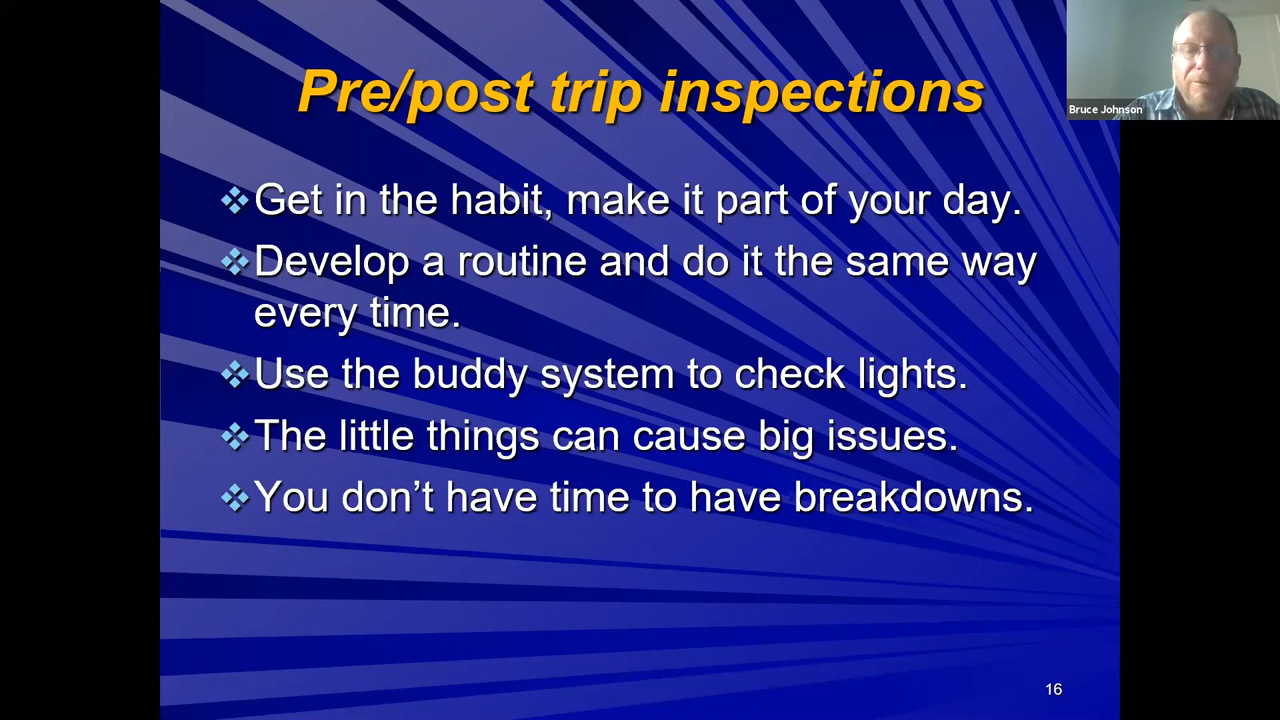 Pre/post trip inspections
Bruce Johnson
Get in the habit, make it part of your day.
Develop a routine and do it the same way
every time.
Use the buddy system to check lights.
The little things can cause big issues.
You don’t have time to have breakdowns.
16